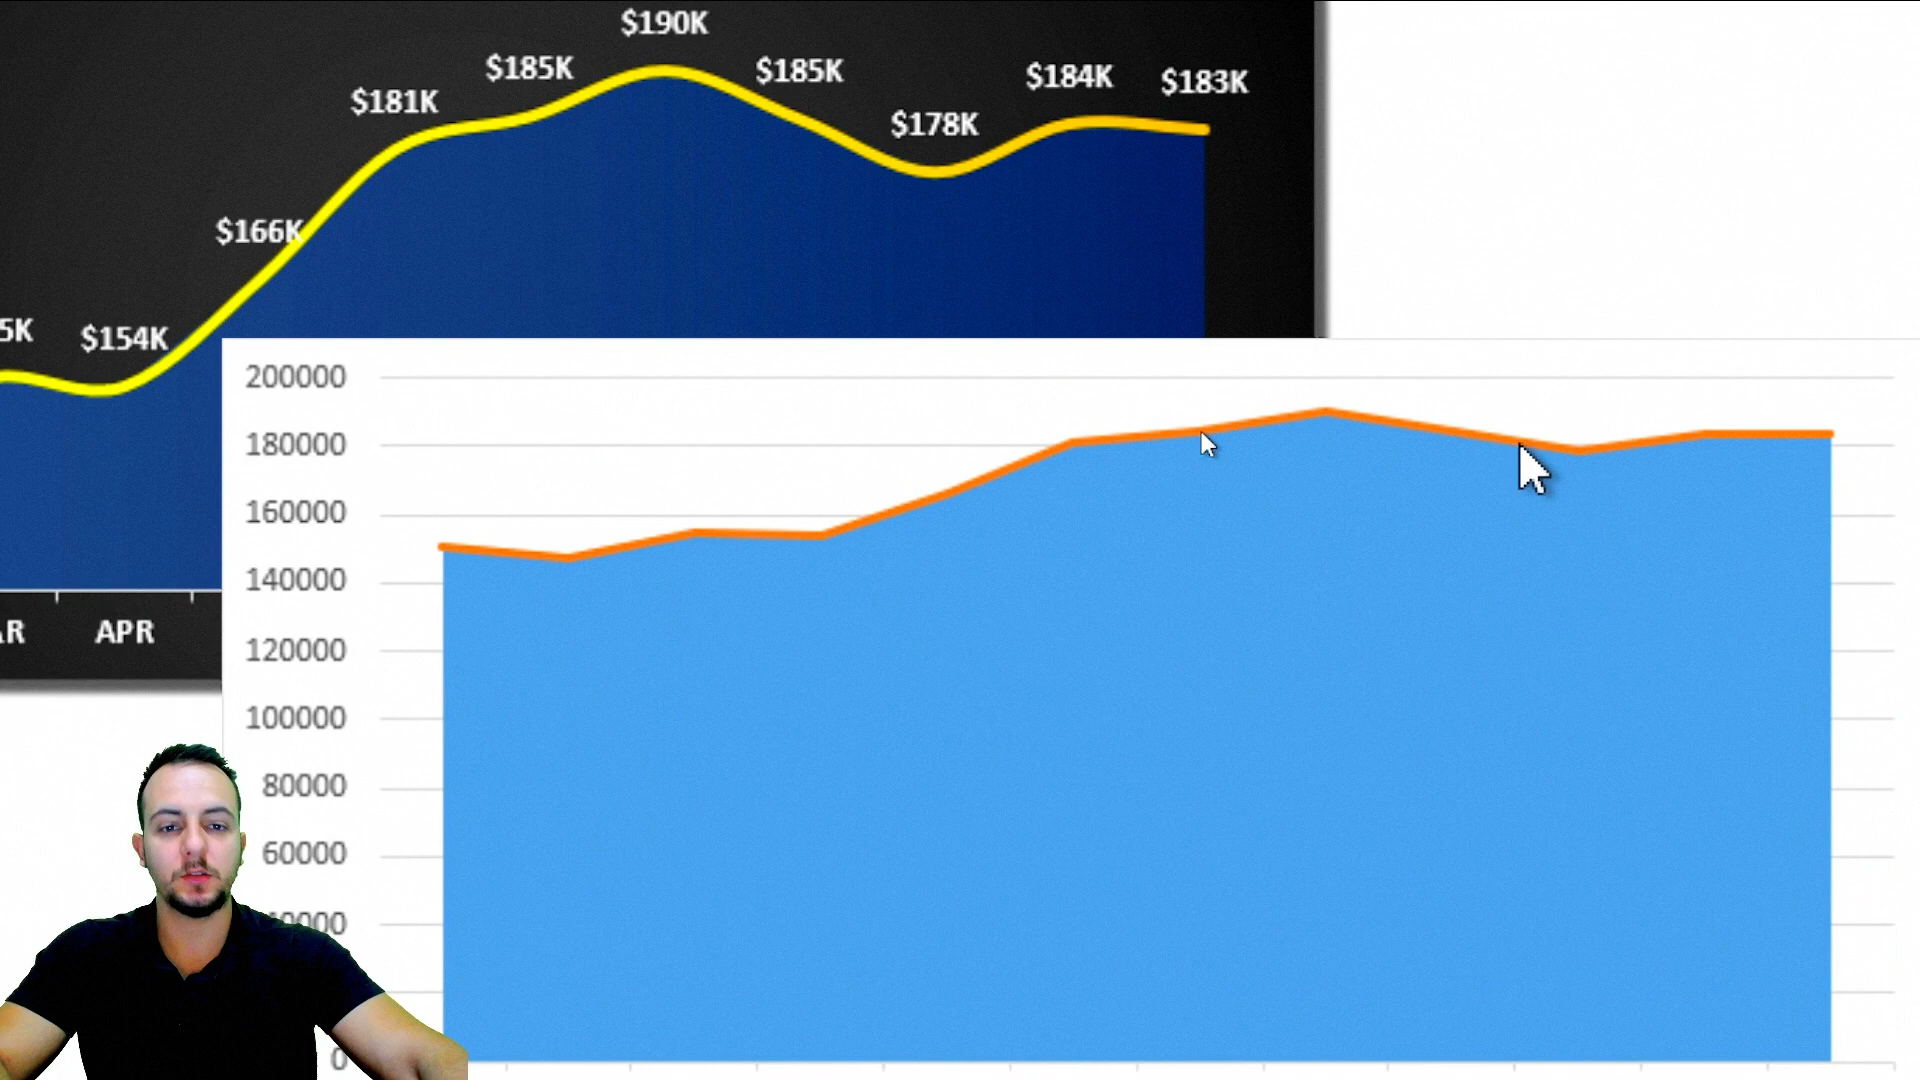 $190K
$185K
$185K
$184K
$183K
$181K
$178K
$166K
5K
$154K
APR
200000
180000
160000
140000
120000
100000
80000
60000
0